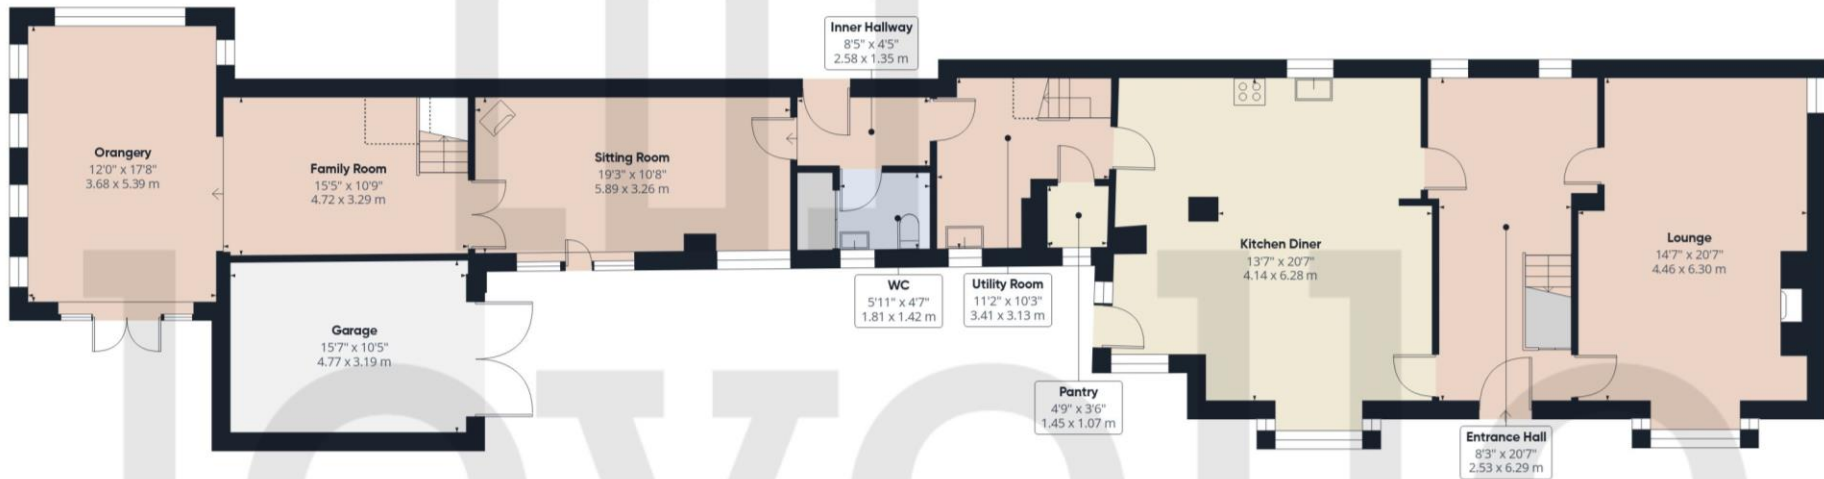 Inner Hallway
8'5" x 4'5"
2.58 x 1.35 m
Orangery
12'0" x 17'8"
3.68 x 5.39 m
Family Room
15'5" x 10'9"
4.72 x 3.29 m
Sitting Room
19'3" x 10'8"
5.89 x 3.26 m
Kitchen Diner
13'7" x 20'7"
4.14 x 6.28 m
Lounge
14'7" x 20'7"
4.46 x 6.30 m
WC
5'11" x 4'7"
1.81 x 1.42 m
Utility Room
11'2" x 10'3"
3.41 x 3.13 m
Garage
15'7" x 10'5"
4.77 x 3.19 m
Pantry
4'9" x 3'6"
1.45 x 1.07 m
Entrance Hall
8'3" x 20'7"
2.53 x 6.29 m